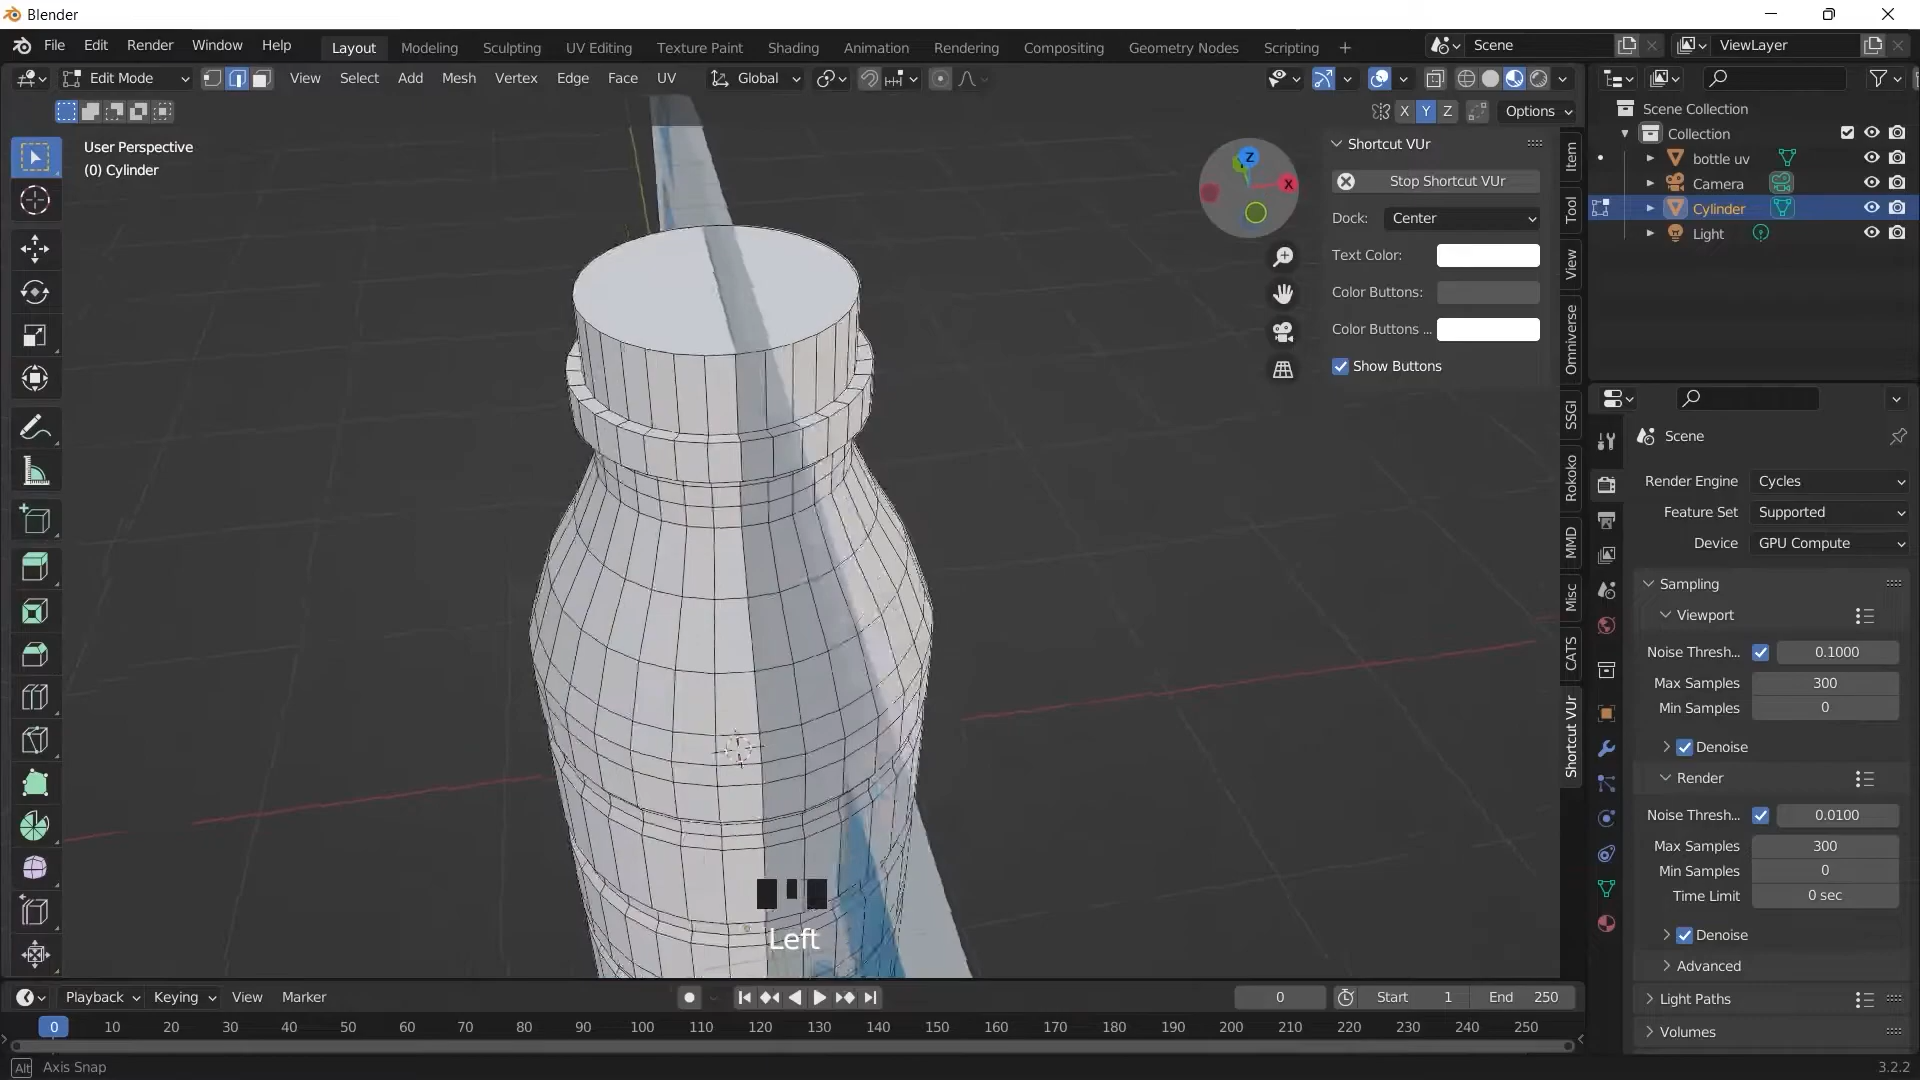 Blender
File Edit Render Window Help
Layout Modeling Sculpting UV Editing Texture Paint Shading Animation Rendering Compositing Geometry Nodes Scripting +
Scene
ViewLayer
Edit Mode
View Select Add Mesh Vertex Edge Face UV
Global
X Y Z
Options
User Perspective
(0) Cylinder
Z
X
Shortcut VUr
Stop Shortcut VUr
Dock: Center
Text Color:
Color Buttons:
Color Buttons ...
Show Buttons
Item
Tool
View
Omniverse
SSGI
Rokoko
MMD
Misc
CATS
Shortcut VUr
Scene Collection
Collection
bottle uv
Camera
Cylinder
Light
Scene
Render Engine Cycles
Feature Set Supported
Device GPU Compute
Sampling
Viewport
Noise Thresh... 0.1000
Max Samples 300
Min Samples 0
Denoise
Render
Noise Thresh... 0.0100
Max Samples 300
Min Samples 0
Time Limit 0 sec
Denoise
Advanced
Light Paths
Volumes
Left
Playback Keying View Marker
0
Start 1
End 250
0 10 20 30 40 50 60 70 80 90 100 110 120 130 140 150 160 170 180 190 200 210 220 230 240 250
Alt Axis Snap
3.2.2